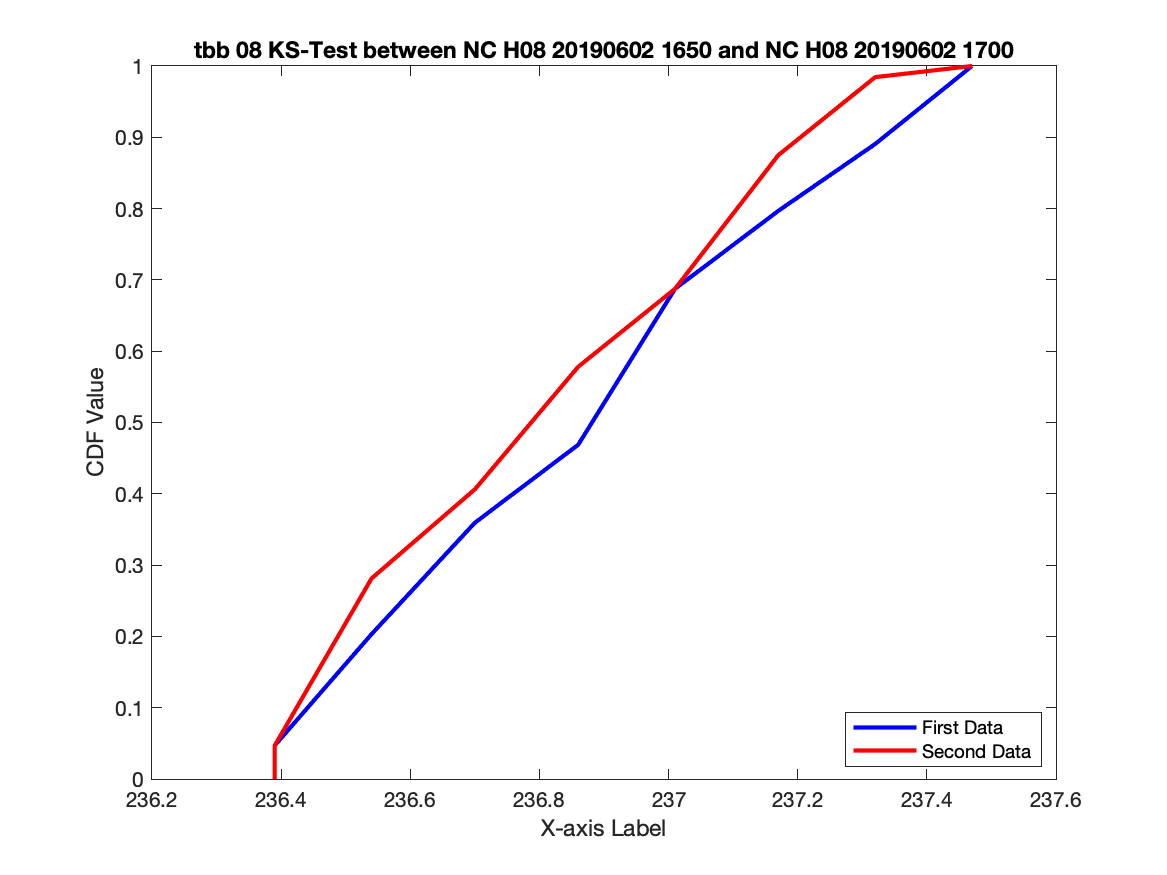 tbb 08 KS-Test between NC H08 20190602 1650 and NC H08 20190602 1700
1
0.9
0.8
0.7
0.6
0.5
0.4
0.3
0.2
0.1
0
CDF Value
First Data
Second Data
236.2 236.4 236.6 236.8 237 237.2 237.4 237.6
X-axis Label